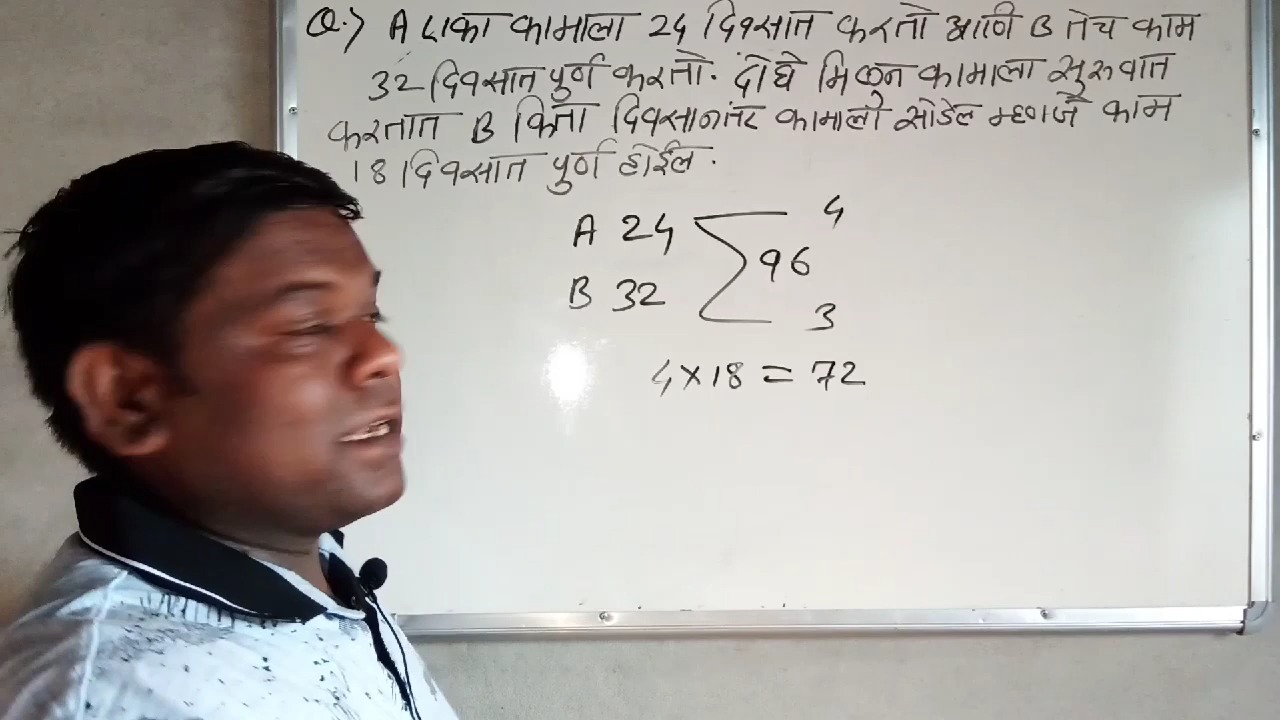 Q.) A एका कामाला 24 दिवसात करतो आणि B तेच काम
32 दिवसात पुर्ण करतो. दोघे मिळुन कामाला सुरुवात
करतात B किती दिवसानंतर कामाला सोडेल म्हणजे काम
18 दिवसात पुर्ण होईल.
A 24 4
96
B 32 3
4×18 = 72